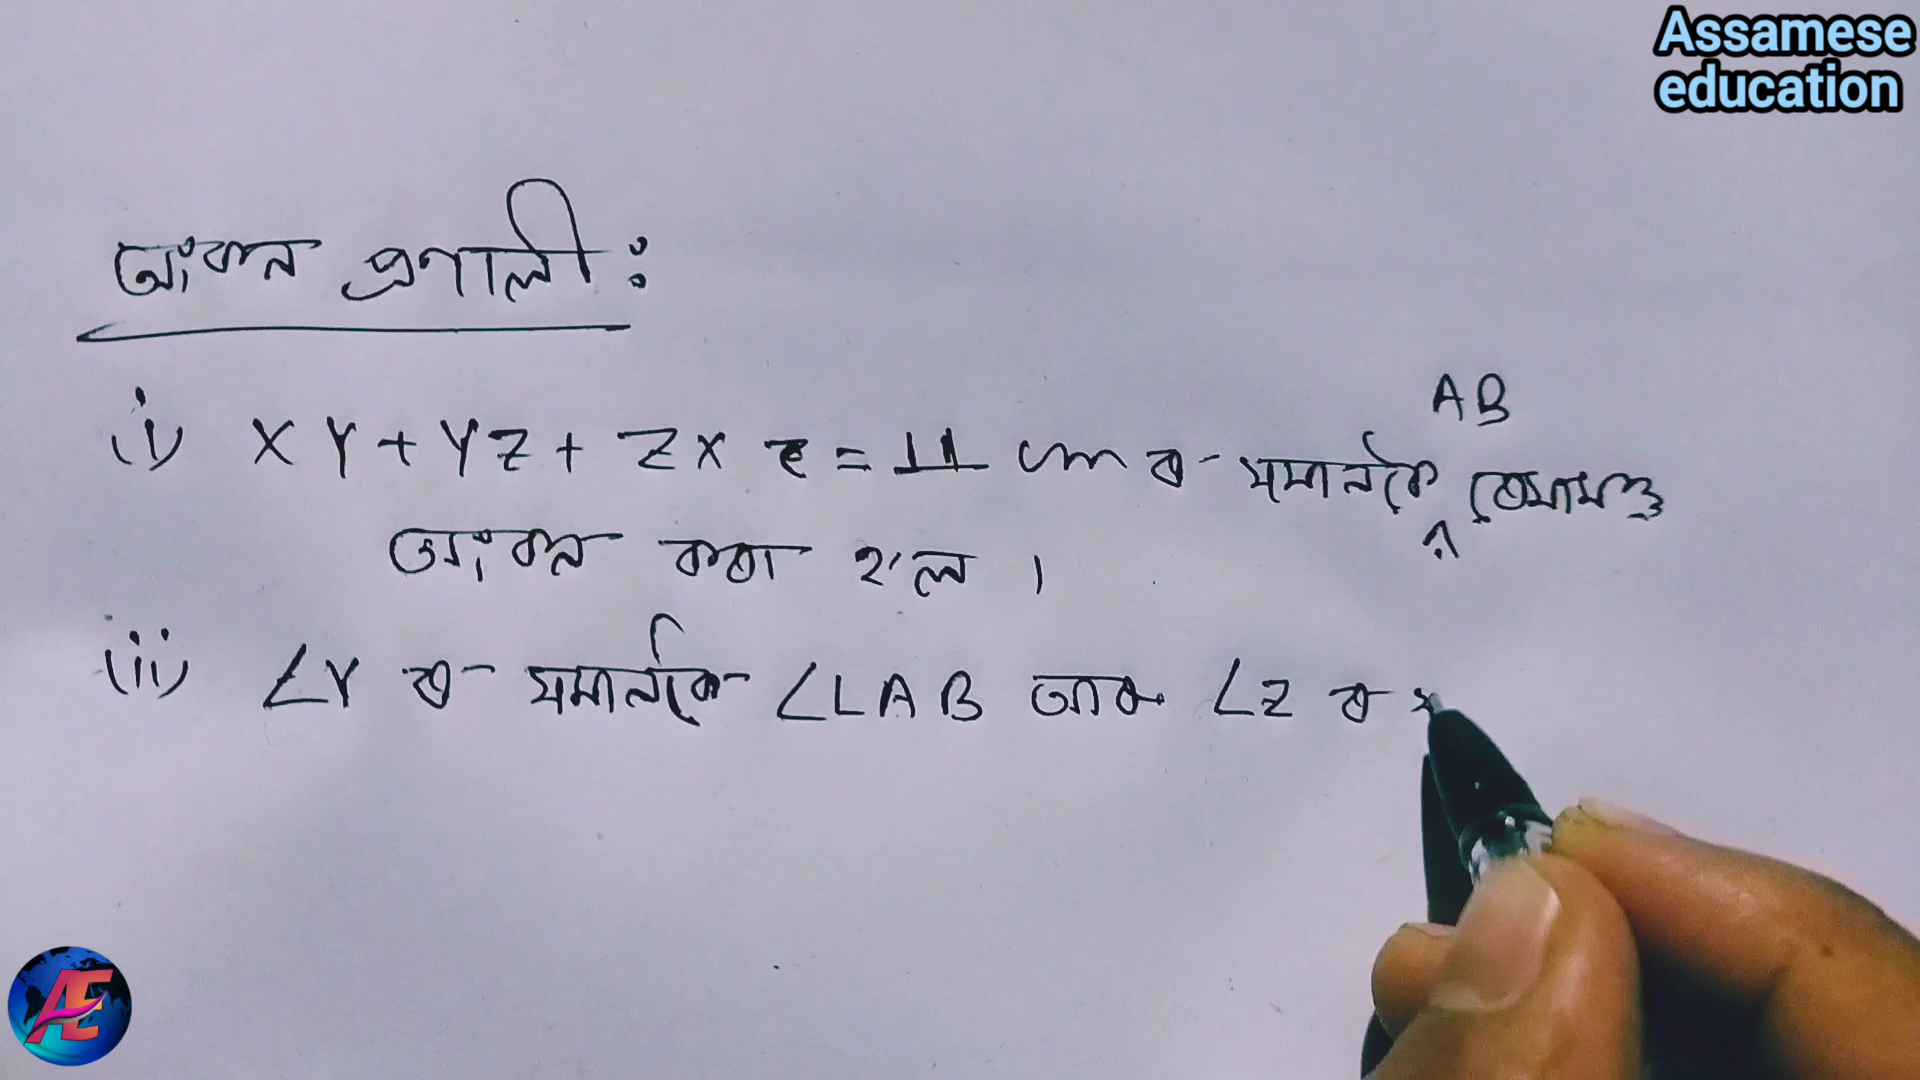 Assamese
education
আংকন প্ৰণালী :
(i) XY + YZ + ZX = 11 cm ৰ সমানকৈ AB ৰেখাখণ্ড
আংকন কৰা হ'ল ।
(ii) ∠Y ৰ সমানকৈ ∠LAB আৰু ∠Z ৰ
AE